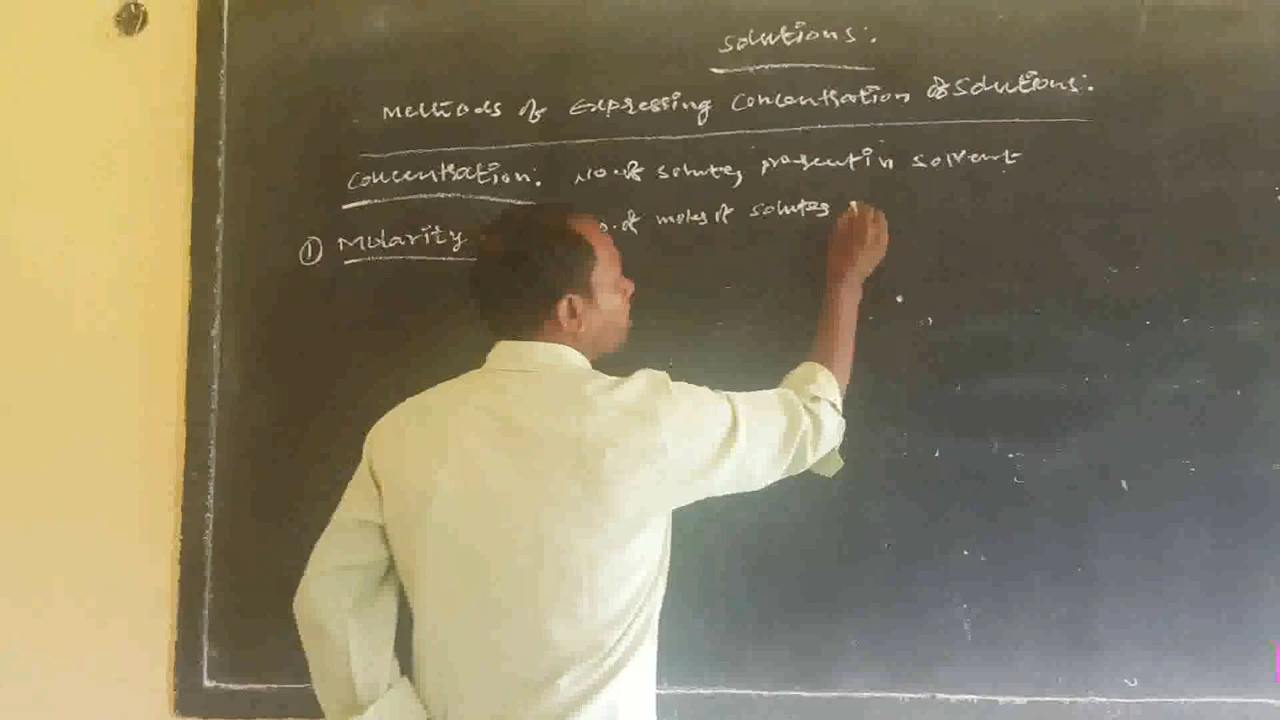 Solutions:
Methods of Expressing Concentration of Solutions:
Concentration: No. of solutes present in solvent
① Molarity o. of moles of solutes